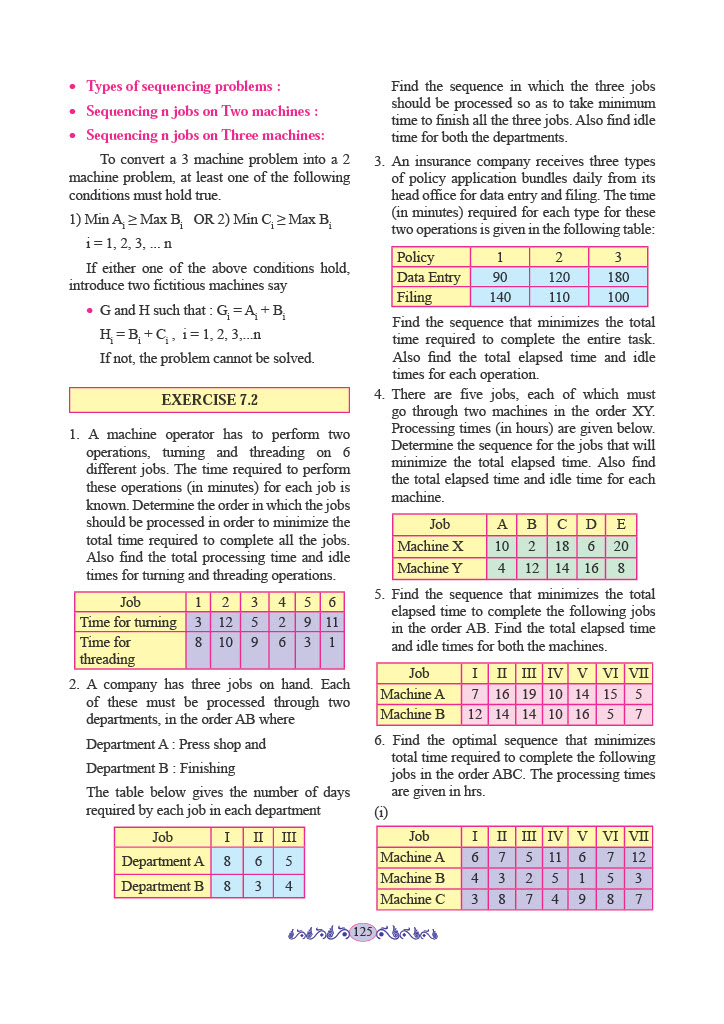 • Types of sequencing problems :
• Sequencing n jobs on Two machines :
• Sequencing n jobs on Three machines:
To convert a 3 machine problem into a 2
machine problem, at least one of the following
conditions must hold true.
1) Min Ai ≥ Max Bi OR 2) Min Ci ≥ Max Bi
i = 1, 2, 3, ... n
If either one of the above conditions hold,
introduce two fictitious machines say
• G and H such that : Gi = Ai + Bi
Hi = Bi + Ci , i = 1, 2, 3,...n
If not, the problem cannot be solved.
EXERCISE 7.2
1. A machine operator has to perform two
operations, turning and threading on 6
different jobs. The time required to perform
these operations (in minutes) for each job is
known. Determine the order in which the jobs
should be processed in order to minimize the
total time required to complete all the jobs.
Also find the total processing time and idle
times for turning and threading operations.
Job 1 2 3 4 5 6
Time for turning 3 12 5 2 9 11
Time for threading 8 10 9 6 3 1
2. A company has three jobs on hand. Each
of these must be processed through two
departments, in the order AB where
Department A : Press shop and
Department B : Finishing
The table below gives the number of days
required by each job in each department
Job I II III
Department A 8 6 5
Department B 8 3 4
Find the sequence in which the three jobs
should be processed so as to take minimum
time to finish all the three jobs. Also find idle
time for both the departments.
3. An insurance company receives three types
of policy application bundles daily from its
head office for data entry and filing. The time
(in minutes) required for each type for these
two operations is given in the following table:
Policy 1 2 3
Data Entry 90 120 180
Filing 140 110 100
Find the sequence that minimizes the total
time required to complete the entire task.
Also find the total elapsed time and idle
times for each operation.
4. There are five jobs, each of which must
go through two machines in the order XY.
Processing times (in hours) are given below.
Determine the sequence for the jobs that will
minimize the total elapsed time. Also find
the total elapsed time and idle time for each
machine.
Job A B C D E
Machine X 10 2 18 6 20
Machine Y 4 12 14 16 8
5. Find the sequence that minimizes the total
elapsed time to complete the following jobs
in the order AB. Find the total elapsed time
and idle times for both the machines.
Job I II III IV V VI VII
Machine A 7 16 19 10 14 15 5
Machine B 12 14 14 10 16 5 7
6. Find the optimal sequence that minimizes
total time required to complete the following
jobs in the order ABC. The processing times
are given in hrs.
(i)
Job I II III IV V VI VII
Machine A 6 7 5 11 6 7 12
Machine B 4 3 2 5 1 5 3
Machine C 3 8 7 4 9 8 7
125